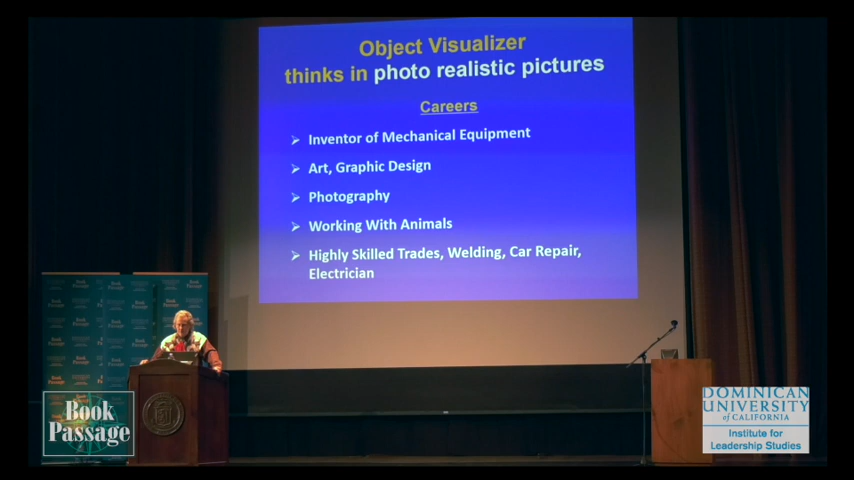 Object Visualizer
thinks in photo realistic pictures
Careers
➢ Inventor of Mechanical Equipment
➢ Art, Graphic Design
➢ Photography
➢ Working With Animals
➢ Highly Skilled Trades, Welding, Car Repair,
Electrician
Book
Passage
DOMINICAN
UNIVERSITY
of CALIFORNIA
Institute for
Leadership Studies